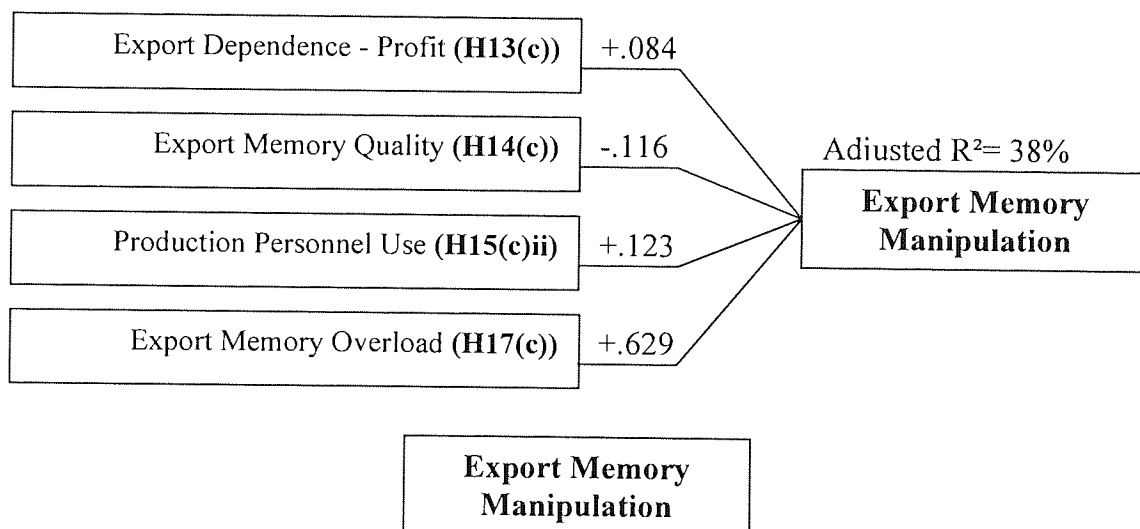 Export Dependence - Profit (H13(c)) +.084
Export Memory Quality (H14(c)) -.116
Adiusted R²= 38%
Export Memory
Manipulation
Production Personnel Use (H15(c)ii) +.123
Export Memory Overload (H17(c)) +.629
Export Memory
Manipulation